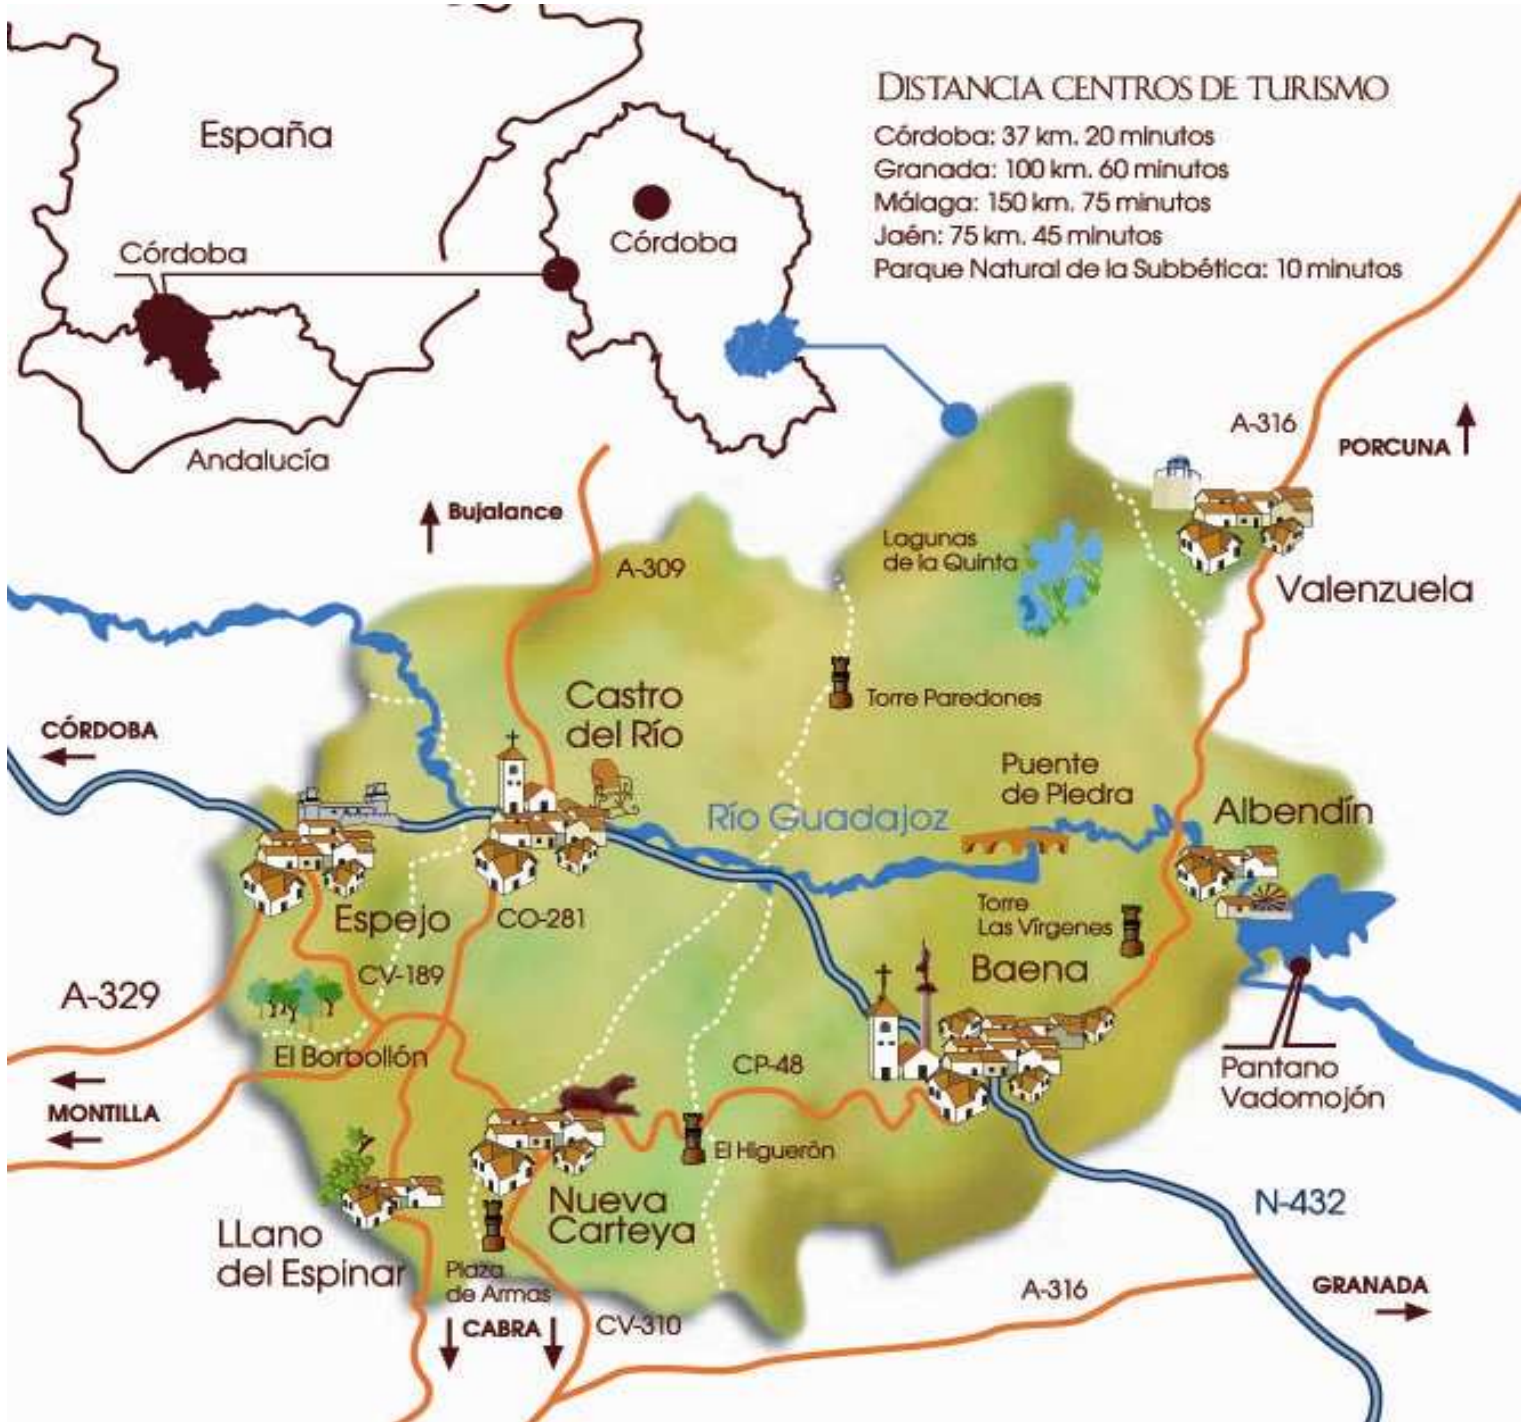 DISTANCIA CENTROS DE TURISMO
Córdoba: 37 km. 20 minutos
Granada: 100 km. 60 minutos
Málaga: 150 km. 75 minutos
Jaén: 75 km. 45 minutos
Parque Natural de la Subbética: 10 minutos
España
Córdoba
Córdoba
Andalucía
A-316
PORCUNA
Bujalance
Lagunas
de la Quinta
A-309
Valenzuela
Castro
del Río
Torre Paredones
CÓRDOBA
Puente
de Piedra
Río Guadajoz
Albendín
Espejo
CO-281
Torre
Las Vírgenes
Baena
CV-189
A-329
El Borbollón
CP-48
Pantano
Vadomojón
MONTILLA
El Higuerón
Nueva
Carteya
N-432
LLano
del Espinar
Plaza
de Armas
A-316
GRANADA
CABRA
CV-310